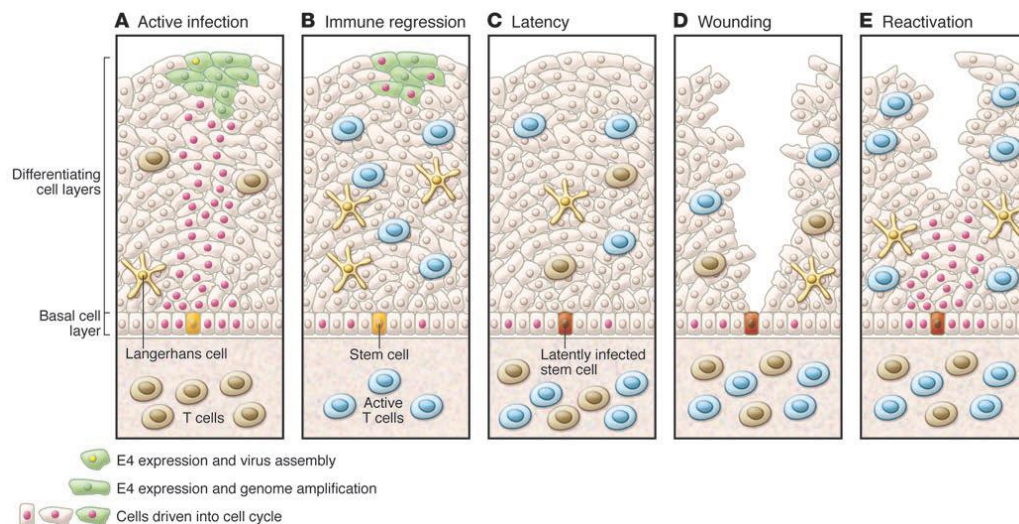 A Active infection
B Immune regression
C Latency
D Wounding
E Reactivation
Differentiating
cell layers
Basal cell
layer
Langerhans cell
Stem cell
Latently infected
stem cell
T cells
Active
T cells
E4 expression and virus assembly
E4 expression and genome amplification
Cells driven into cell cycle